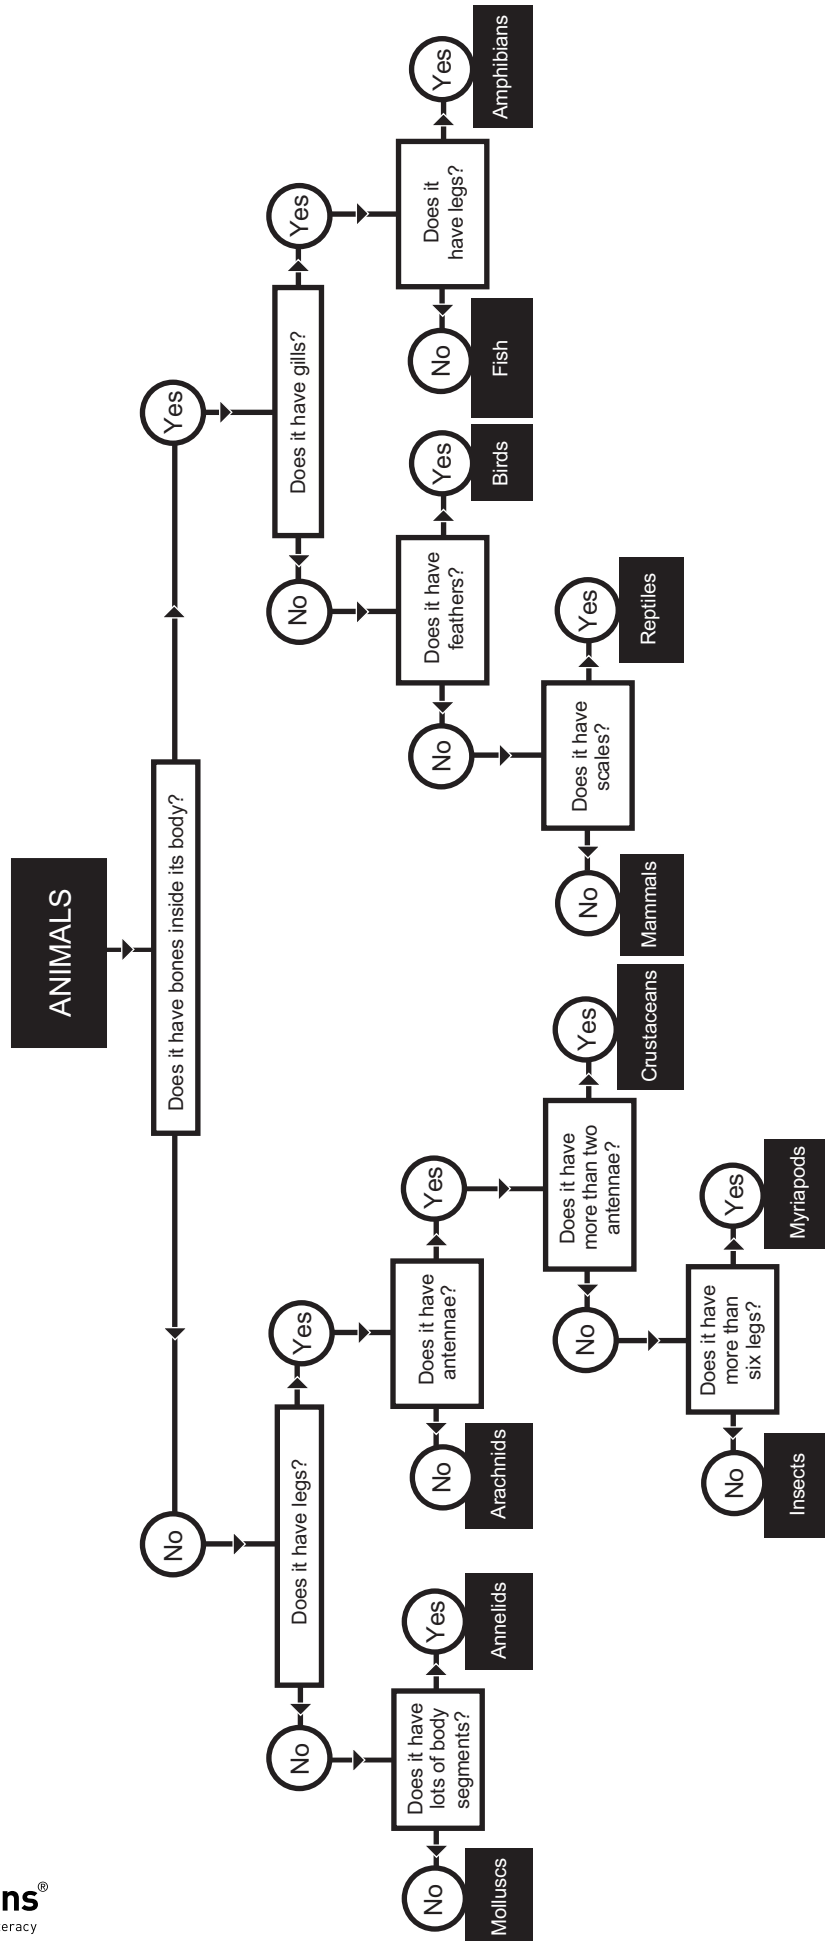 ANIMALS
Does it have bones inside its body?
No
Yes
Does it have legs?
Does it have gills?
No
Yes
No
Yes
Does it have
lots of body
segments?
Does it have
antennae?
Does it have
feathers?
Does it
have legs?
No
Yes
No
Yes
No
Yes
No
Yes
Molluscs
Annelids
Arachnids
Birds
Fish
Amphibians
Does it have
more than two
antennae?
Does it have
scales?
No
Yes
No
Yes
Crustaceans
Mammals
Reptiles
Does it have
more than
six legs?
No
Yes
Insects
Myriapods
ns®
eracy